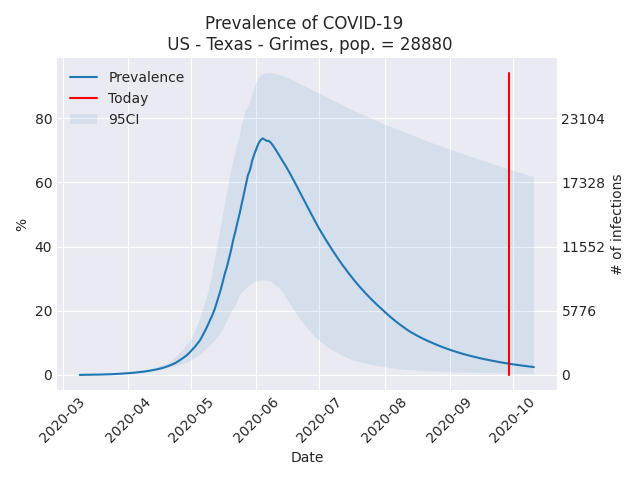 Prevalence of COVID-19
US - Texas - Grimes, pop. = 28880
Prevalence
Today
95CI
%
80
60
40
20
0
23104
17328
11552
5776
0
# of infections
2020-03
2020-04
2020-05
2020-06
2020-07
2020-08
2020-09
2020-10
Date